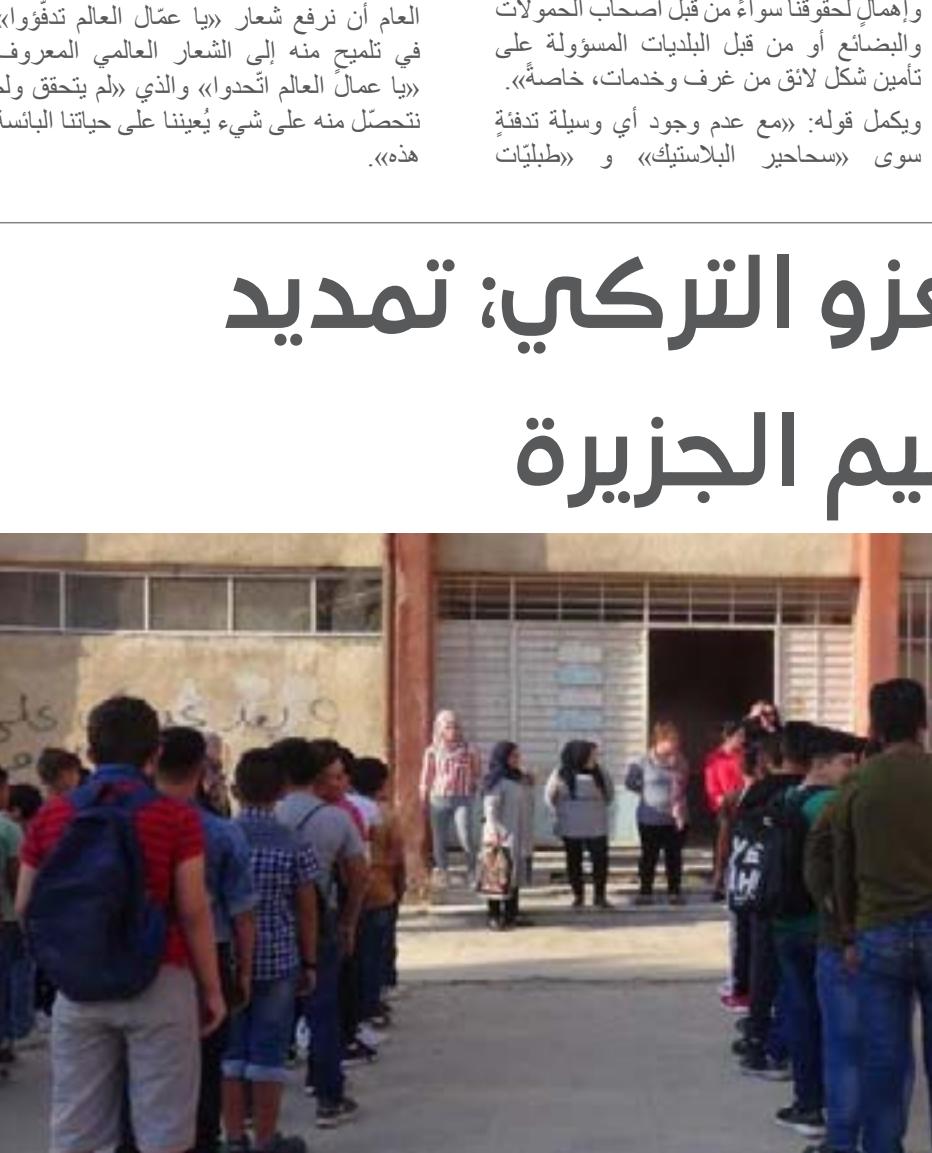 وإهمالٍ لحقوقنا سواءً من قبل أصحاب الحمولات
والبضائع أو من قبل البلديات المسؤولة على
تأمين شكل لائق من غرف وخدمات، خاصةً».
ويكمل قوله: «مع عدم وجود أي وسيلة تدفئةٍ
سوى «سحاحير البلاستيك» و «طبليّات
العام أن نرفع شعار «يا عمّال العالم تدفّؤوا»
في تلميحٍ منه إلى الشعار العالمي المعروف
«يا عمال العالم اتّحدوا» والذي «لم يتحقق ولم
نتحصّل منه على شيء يُعيننا على حياتنا البائسة
هذه».
التركي: تمديد
الجزيرة